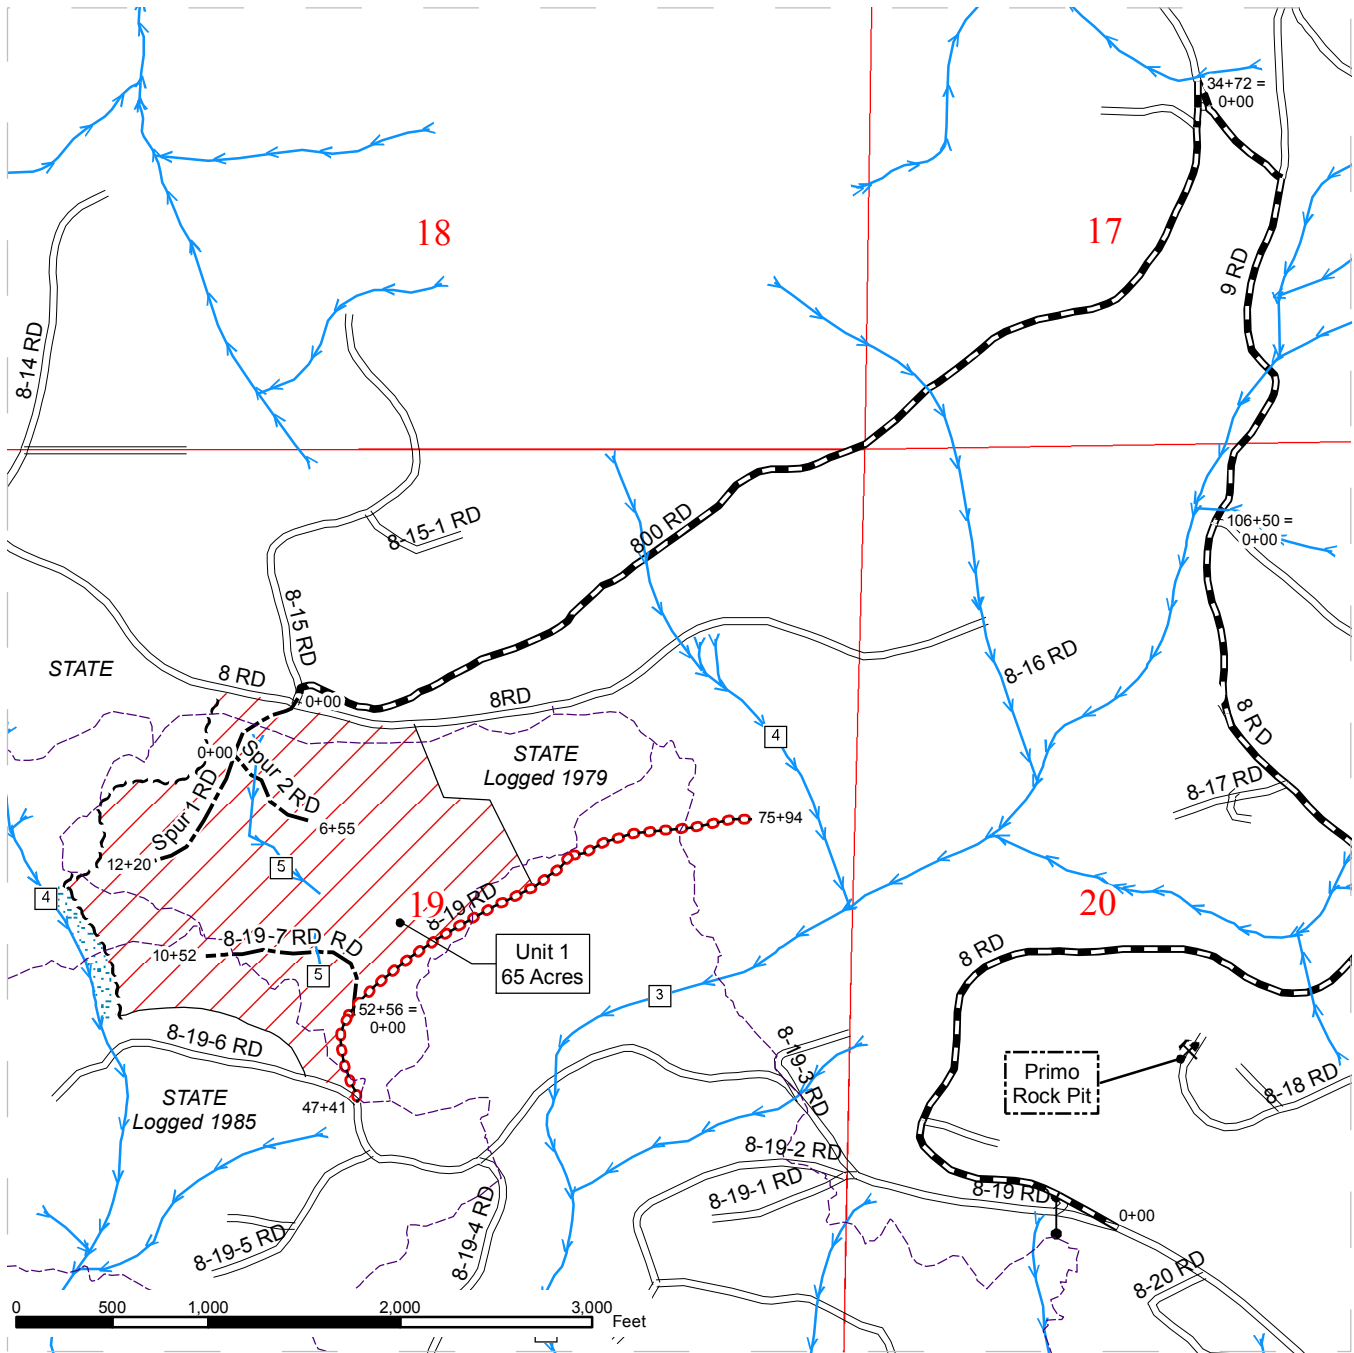 34+72 =
0+00
18
17
9 RD
8-14 RD
800 RD
8-15-1 RD
106+50 =
0+00
8-15 RD
STATE
8 RD
0+00
8RD
8-16 RD
8 RD
4
0+00
Spur 2 RD
STATE
Logged 1979
8-17 RD
Spur 1 RD
6+55
75+94
12+20
5
4
19
8-19 RD
20
8-19-7 RD
RD
10+52
Unit 1
65 Acres
8 RD
5
3
52+56 =
0+00
8-19-6 RD
8-19-3 RD
Primo
Rock Pit
8-18 RD
STATE
Logged 1985
47+41
8-19-2 RD
8-19-1 RD
8-19 RD
0+00
8-19-5 RD
8-19-4 RD
8-20 RD
0 500 1,000 2,000 3,000
Feet